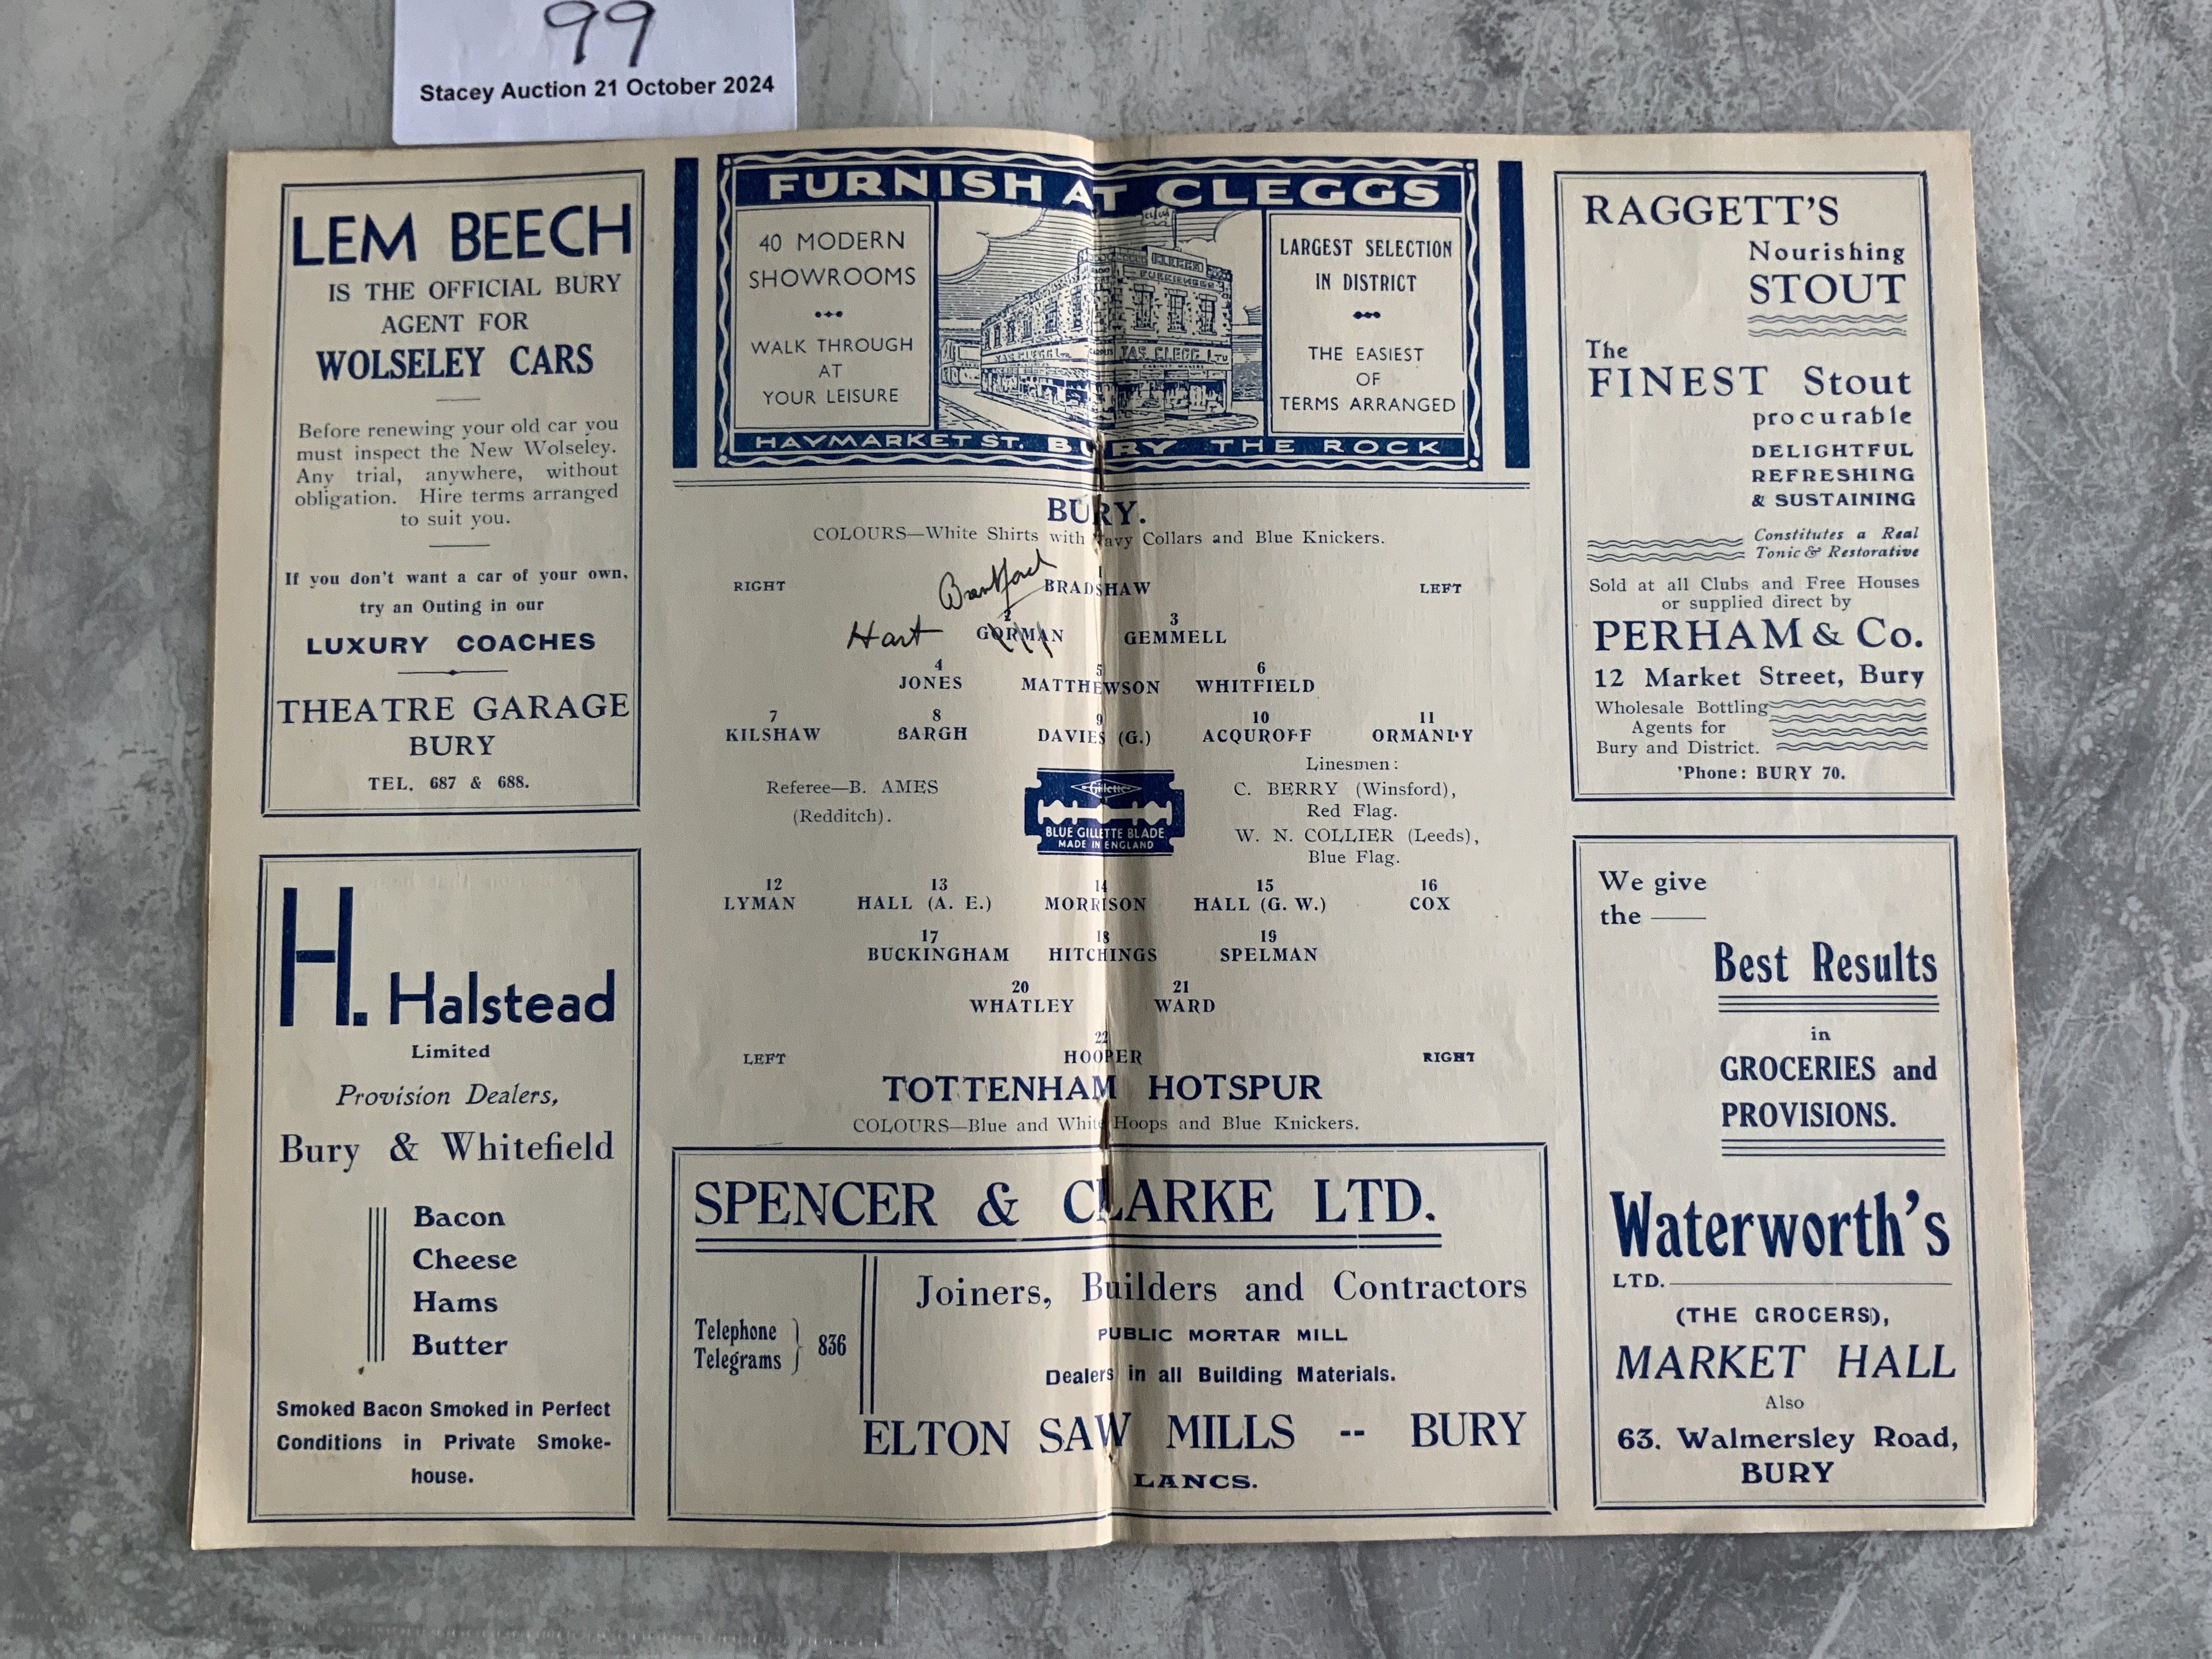 99
Stacey Auction 21 October 2024
LEM BEECH
IS THE OFFICIAL BURY
AGENT FOR
WOLSELEY CARS
Before renewing your old car you
must inspect the New Wolseley.
Any trial, anywhere, without
obligation. Hire terms arranged
to suit you.
If you don't want a car of your own,
try an Outing in our
LUXURY COACHES
THEATRE GARAGE
BURY
TEL. 687 & 688.
H. Halstead
Limited
Provision Dealers,
Bury & Whitefield
Bacon
Cheese
Hams
Butter
Smoked Bacon Smoked in Perfect
Conditions in Private Smoke-
house.
FURNISH AT CLEGGS
40 MODERN
SHOWROOMS
WALK THROUGH
AT
YOUR LEISURE
CLEGGS
FURNISHERS
JAS CLEGG LTD
JAS. CLEGG LTD
LARGEST SELECTION
IN DISTRICT
THE EASIEST
OF
TERMS ARRANGED
HAYMARKET ST. BURY THE ROCK
BURY.
COLOURS—White Shirts with Navy Collars and Blue Knickers.
RIGHT
1
BRADSHAW
LEFT
Hart
2
GORMAN
3
GEMMELL
4
JONES
5
MATTHEWSON
6
WHITFIELD
7
KILSHAW
8
BARGH
9
DAVIES (G.)
10
ACQUROFF
11
ORMANDY
Referee—B. AMES
(Redditch).
Gillette
BLUE GILLETTE BLADE
MADE IN ENGLAND
Linesmen:
C. BERRY (Winsford),
Red Flag.
W. N. COLLIER (Leeds),
Blue Flag.
12
LYMAN
13
HALL (A. E.)
14
MORRISON
15
HALL (G. W.)
16
COX
17
BUCKINGHAM
18
HITCHINGS
19
SPELMAN
20
WHATLEY
21
WARD
22
LEFT
HOOPER
RIGHT
TOTTENHAM HOTSPUR
COLOURS—Blue and White Hoops and Blue Knickers.
SPENCER & CLARKE LTD.
Telephone
Telegrams } 836
Joiners, Builders and Contractors
PUBLIC MORTAR MILL
Dealers in all Building Materials.
ELTON SAW MILLS -- BURY
LANCS.
RAGGETT'S
Nourishing
STOUT
The
FINEST Stout
procurable
DELIGHTFUL
REFRESHING
& SUSTAINING
Constitutes a Real
Tonic & Restorative
Sold at all Clubs and Free Houses
or supplied direct by
PERHAM & Co.
12 Market Street, Bury
Wholesale Bottling
Agents for
Bury and District.
'Phone: BURY 70.
We give
the
Best Results
in
GROCERIES and
PROVISIONS.
Waterworth's
LTD.
(THE GROCERS),
MARKET HALL
Also
63. Walmersley Road,
BURY